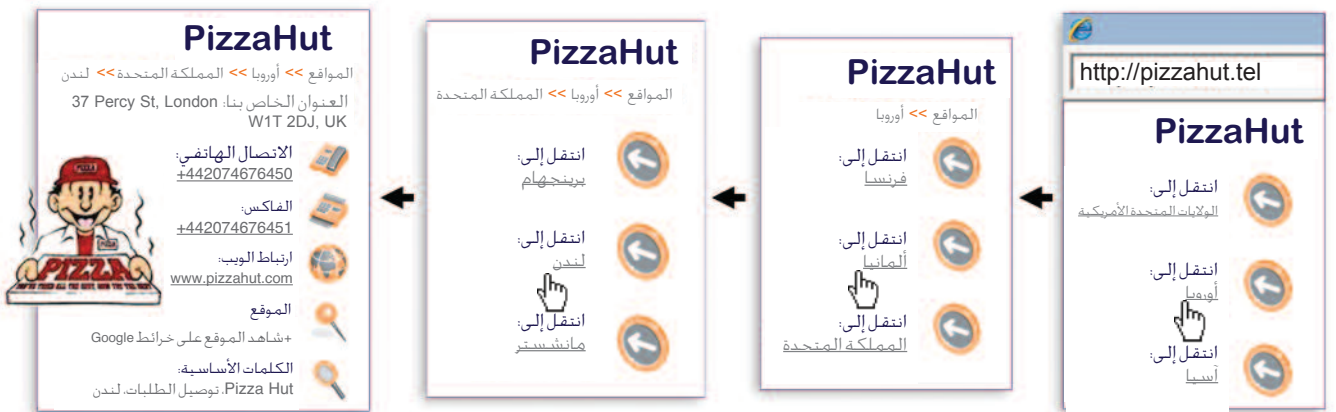 http://pizzahut.tel
PizzaHut
انتقل إلى:
الولايات المتحدة الأمريكية
انتقل إلى:
أوروبا
انتقل إلى:
آسيا
PizzaHut
المواقع >> أوروبا
انتقل إلى:
فرنسا
انتقل إلى:
ألمانيا
انتقل إلى:
المملكة المتحدة
PizzaHut
المواقع >> أوروبا >> المملكة المتحدة
انتقل إلى:
برينجهام
انتقل إلى:
لندن
انتقل إلى:
مانشستر
PizzaHut
المواقع >> أوروبا >> المملكة المتحدة >> لندن
العنوان الخاص بنا: 37 Percy St, London
W1T 2DJ, UK
الاتصال الهاتفي:
+442074676450
الفاكس:
+442074676451
ارتباط الويب:
www.pizzahut.com
الموقع
+شاهد الموقع على خرائط Google
الكلمات الأساسية:
Pizza Hut، توصيل الطلبات، لندن
PIZZA
PIZZA